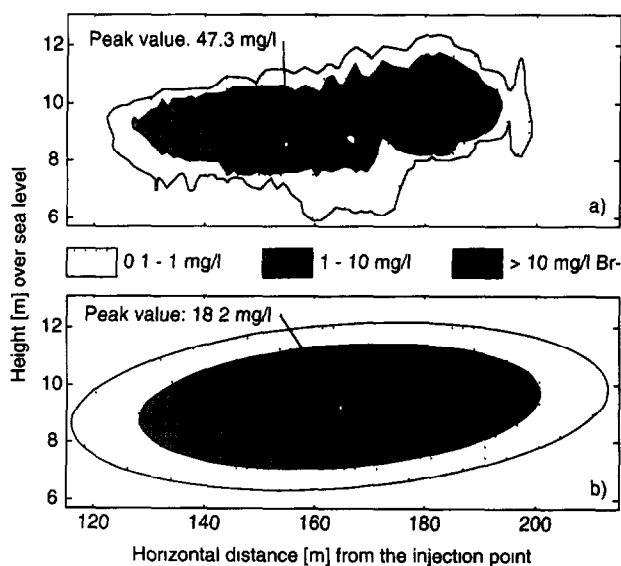 Peak value. 47.3 mg/l
12
10
8
6
a)
0 1 - 1 mg/l
1 - 10 mg/l
> 10 mg/l Br-
Peak value: 18 2 mg/l
12
10
8
6
b)
120 140 160 180 200
Height [m] over sea level
Horizontal distance [m] from the injection point